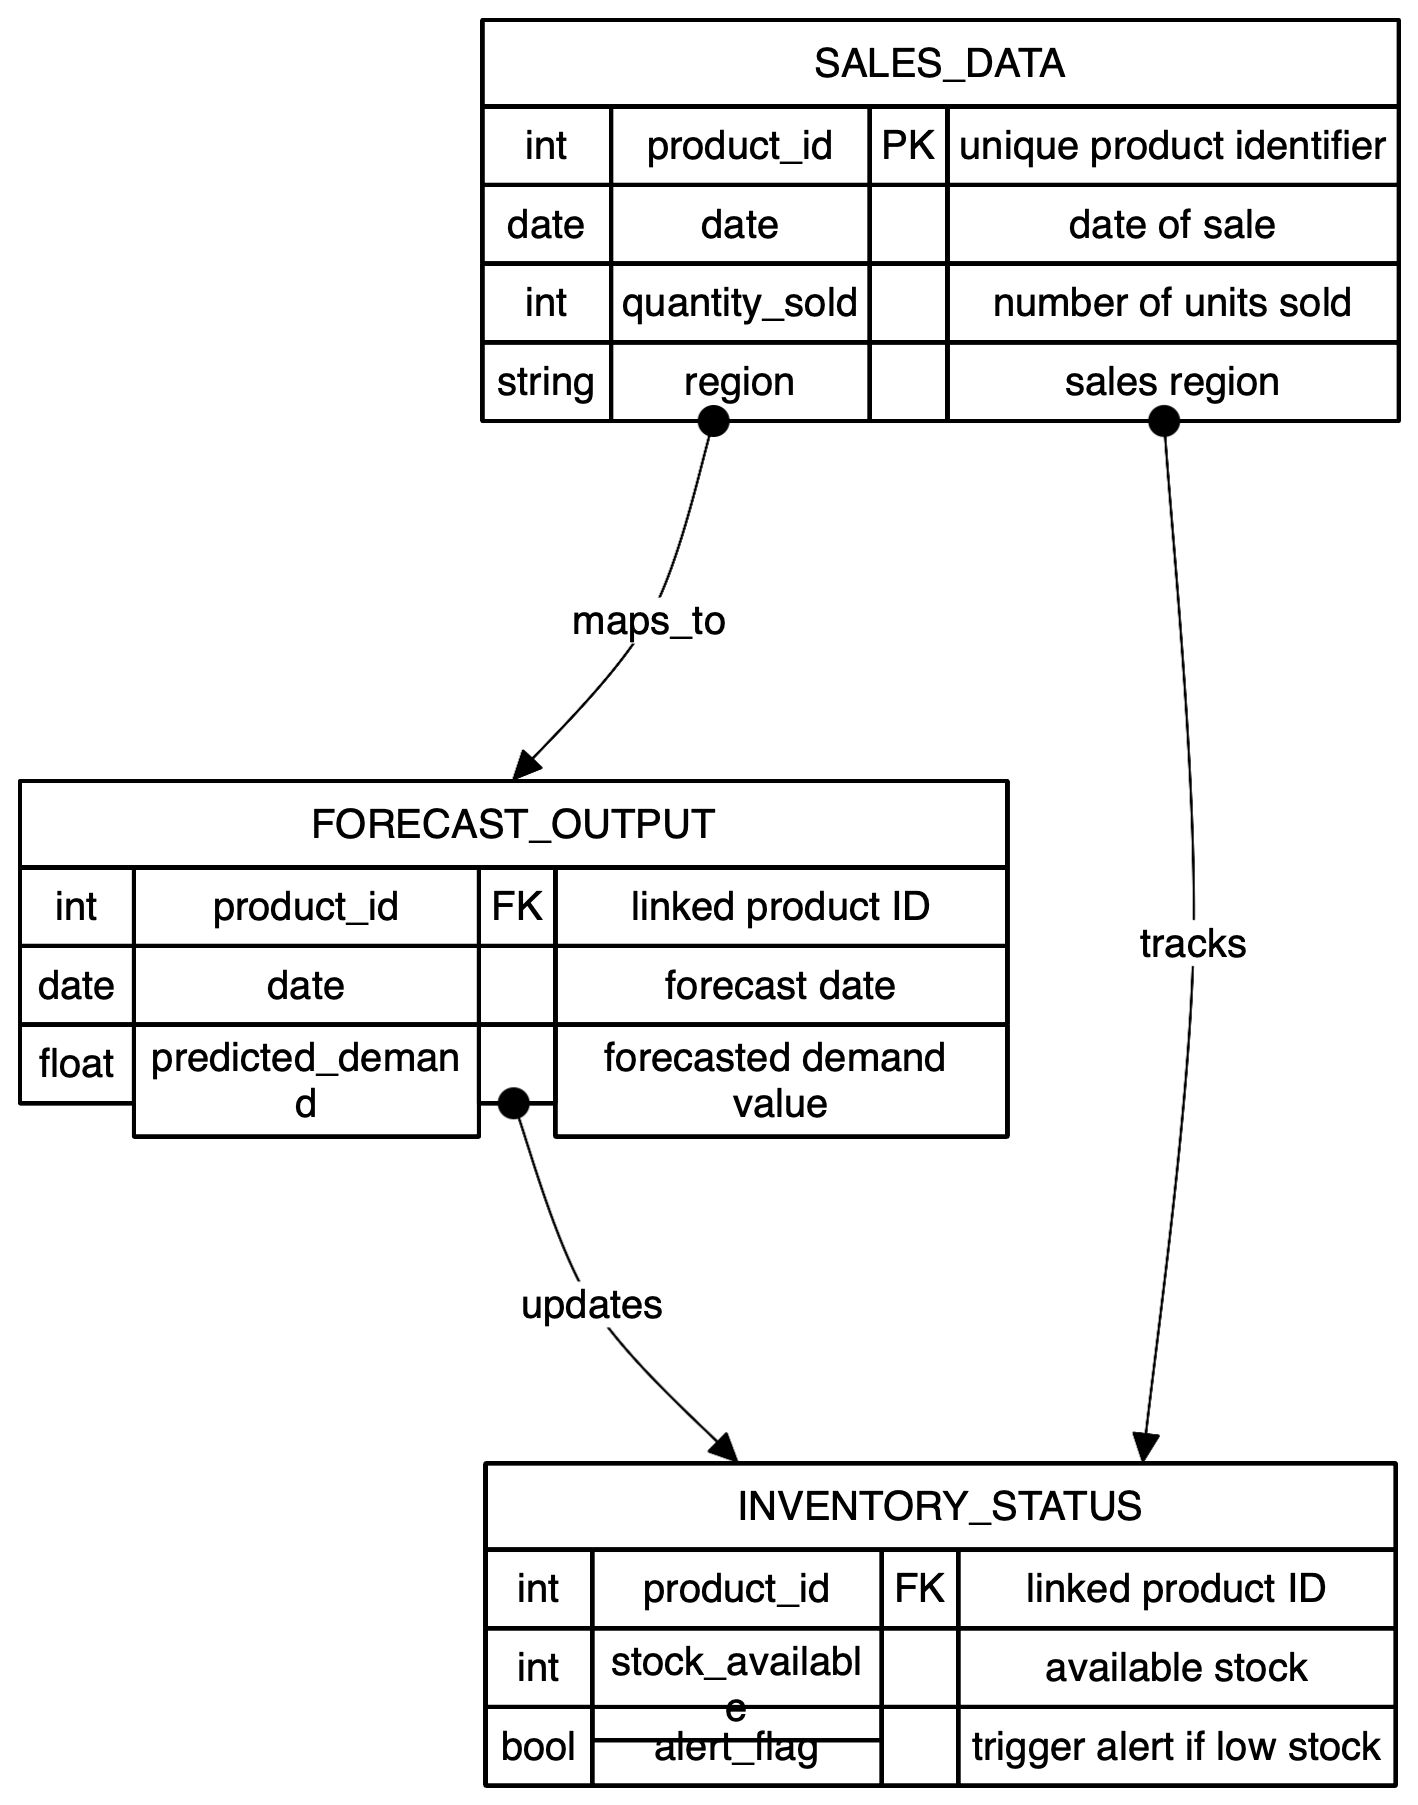 SALES_DATA
int product_id PK unique product identifier
date date date of sale
int quantity_sold number of units sold
string region sales region
maps_to
FORECAST_OUTPUT
int product_id FK linked product ID
tracks
date date forecast date
float predicted_deman forecasted demand
d value
updates
INVENTORY_STATUS
int product_id FK linked product ID
int stock_availabl available stock
e
bool alert_flag trigger alert if low stock